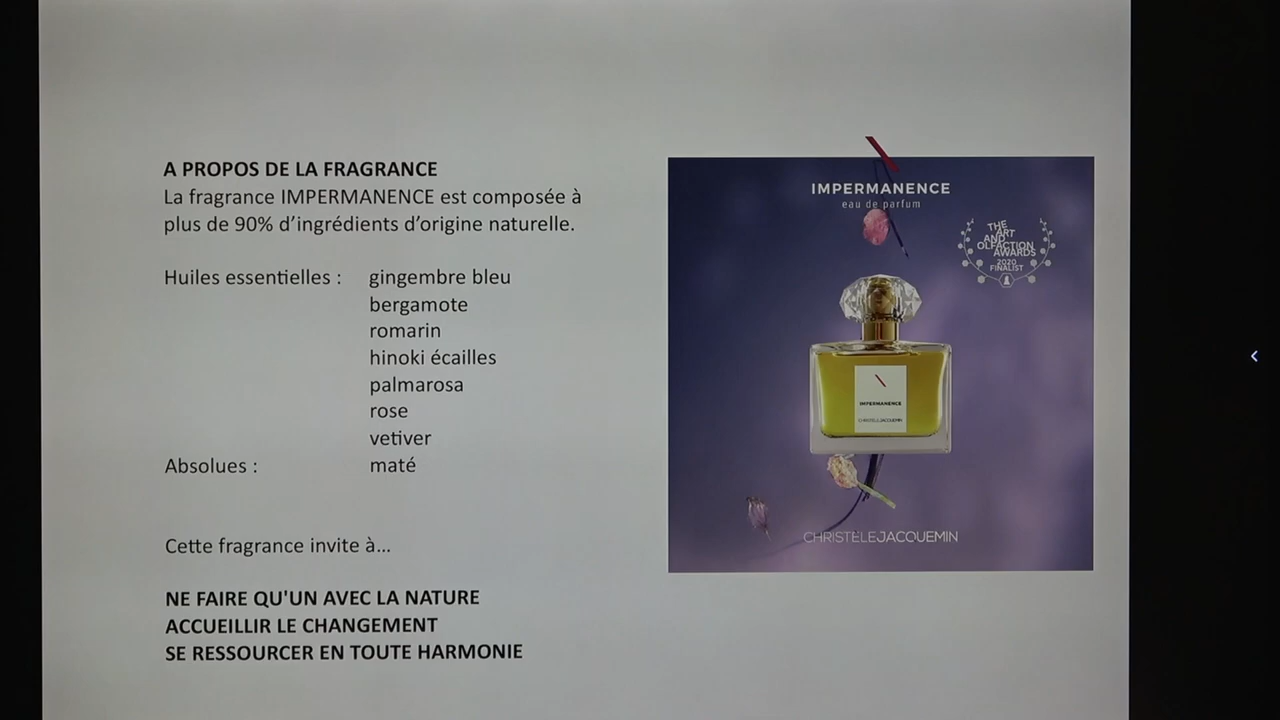 A PROPOS DE LA FRAGRANCE
La fragrance IMPERMANENCE est composée à
plus de 90% d'ingrédients d'origine naturelle.
Huiles essentielles : gingembre bleu
bergamote
romarin
hinoki écailles
palmarosa
rose
vetiver
Absolues : maté
Cette fragrance invite à…
NE FAIRE QU'UN AVEC LA NATURE
ACCUEILLIR LE CHANGEMENT
SE RESSOURCER EN TOUTE HARMONIE
IMPERMANENCE
eau de parfum
THE
ART
AND
OLFACTION
AWARDS
2020
FINALIST
IMPERMANENCE
CHRISTÈLEJACQUEMIN
CHRISTÈLEJACQUEMIN